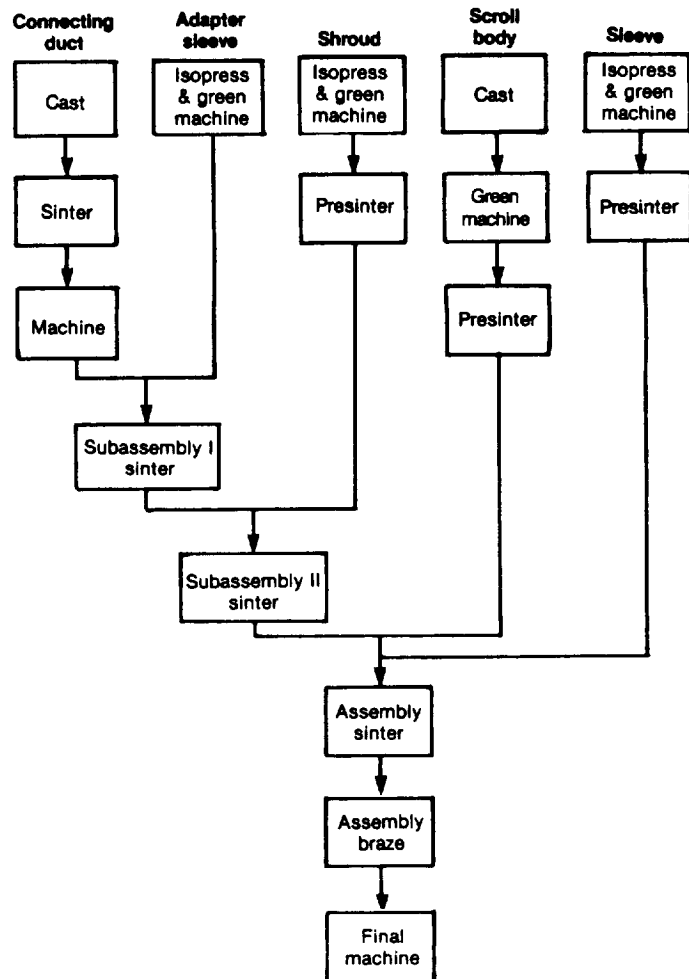 Connecting
duct
Adapter
sleeve
Shroud
Scroll
body
Sleeve
Cast
Isopress
& green
machine
Isopress
& green
machine
Cast
Isopress
& green
machine
Sinter
Presinter
Green
machine
Presinter
Machine
Presinter
Subassembly I
sinter
Subassembly II
sinter
Assembly
sinter
Assembly
braze
Final
machine